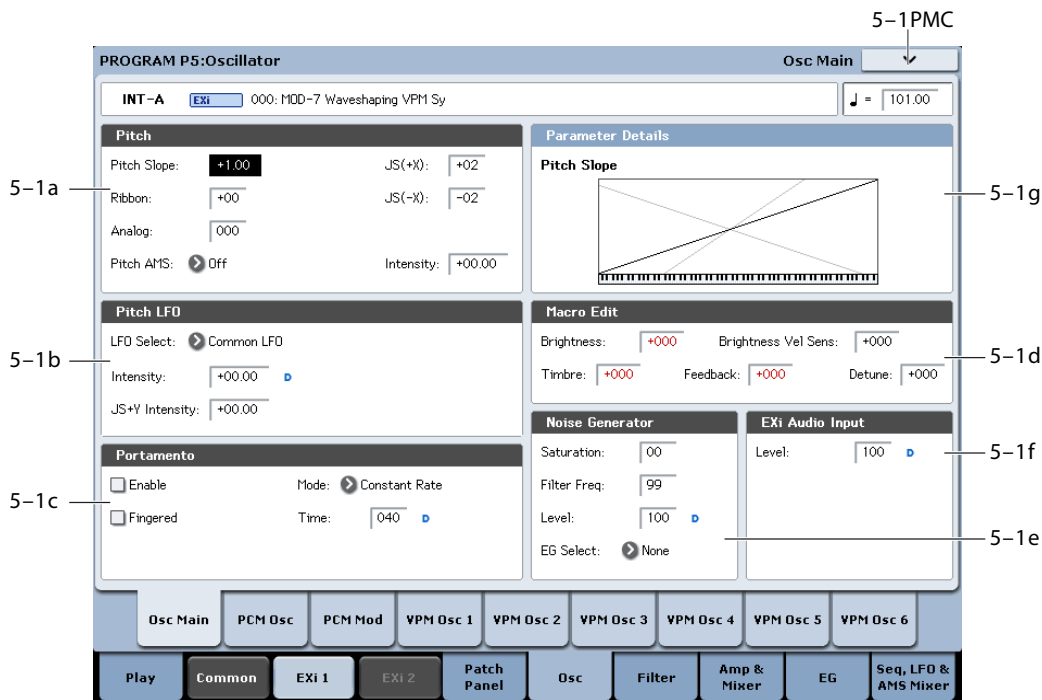 5–1PMC
PROGRAM P5:Oscillator
Osc Main
INT-A
EXi
000: MOD-7 Waveshaping VPM Sy
♩ = 101.00
Pitch
Pitch Slope: +1.00 JS(+X): +02
Ribbon: +00 JS(-X): -02
Analog: 000
Pitch AMS: Off Intensity: +00.00
5–1a
Parameter Details
Pitch Slope
5–1g
Pitch LFO
LFO Select: Common LFO
Intensity: +00.00 D
JS+Y Intensity: +00.00
5–1b
Macro Edit
Brightness: +000 Brightness Vel Sens: +000
Timbre: +000 Feedback: +000 Detune: +000
5–1d
Portamento
Enable Mode: Constant Rate
Fingered Time: 040 D
5–1c
Noise Generator
Saturation: 00
Filter Freq: 99
Level: 100 D
EG Select: None
5–1e
EXi Audio Input
Level: 100 D
5–1f
Osc Main PCM Osc PCM Mod VPM Osc 1 VPM Osc 2 VPM Osc 3 VPM Osc 4 VPM Osc 5 VPM Osc 6
Play Common EXi 1 EXi 2 Patch Panel Osc Filter Amp & Mixer EG Seq, LFO & AMS Mixer